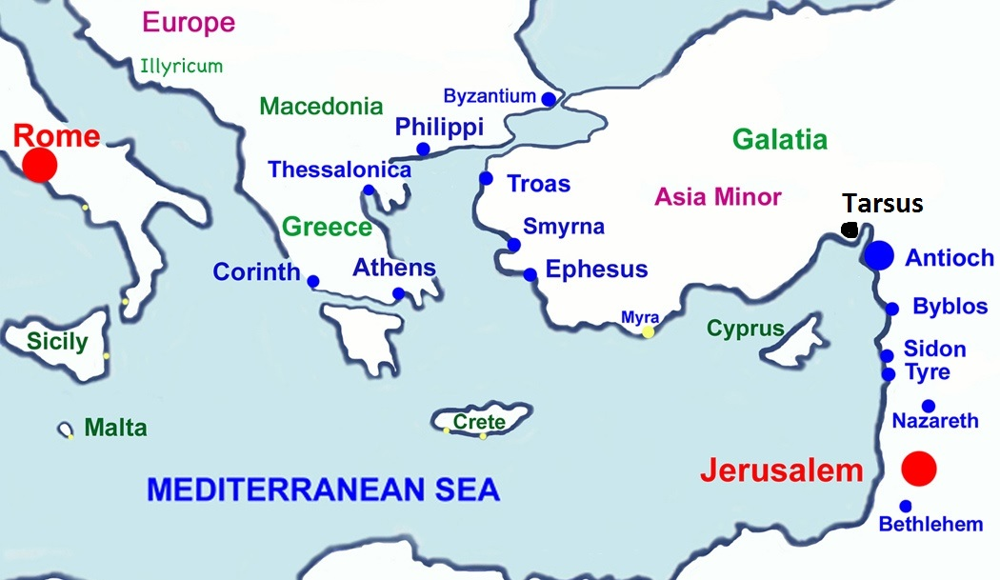 Europe
Illyricum
Byzantium
Macedonia
Philippi
Rome
Galatia
Thessalonica
Troas
Asia Minor
Tarsus
Greece
Smyrna
Antioch
Corinth
Athens
Ephesus
Byblos
Myra
Cyprus
Sicily
Sidon
Tyre
Nazareth
Crete
Malta
Jerusalem
MEDITERRANEAN SEA
Bethlehem